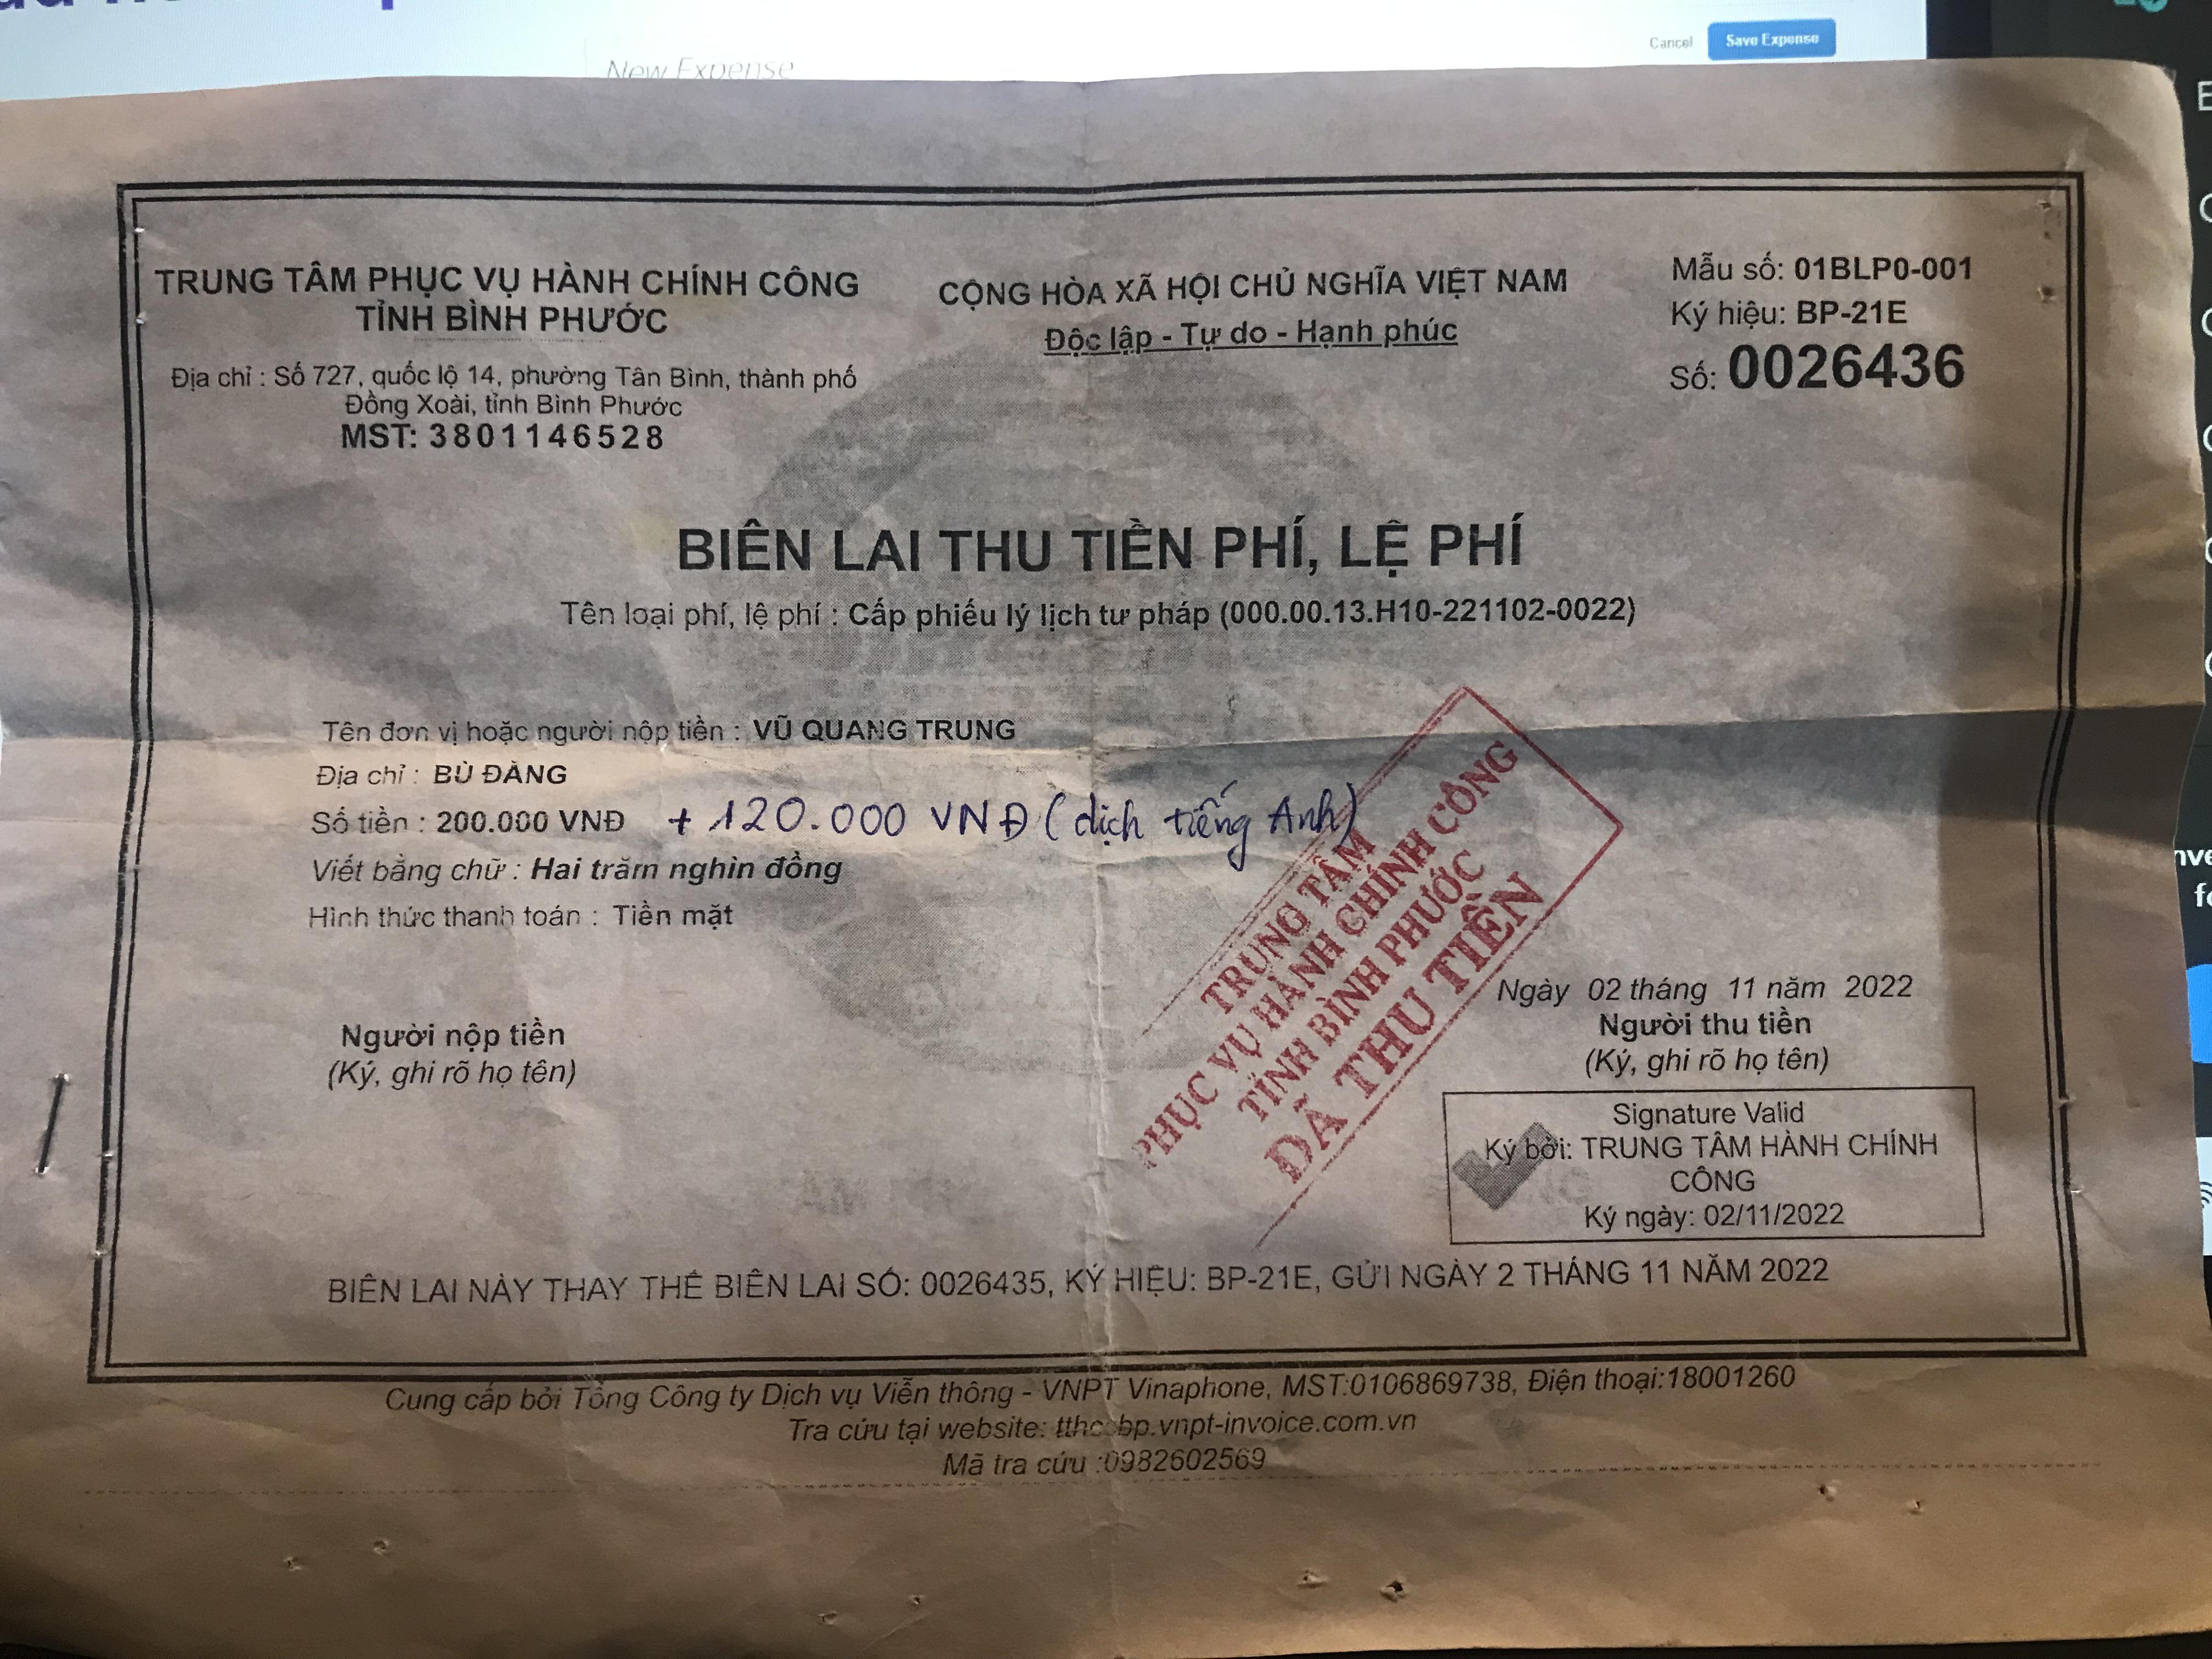 New Expense
Cancel
Save Expense
TRUNG TÂM PHỤC VỤ HÀNH CHÍNH CÔNG
TỈNH BÌNH PHƯỚC
Địa chỉ : Số 727, quốc lộ 14, phường Tân Bình, thành phố
Đồng Xoài, tỉnh Bình Phước
MST: 3801146528
CỘNG HÒA XÃ HỘI CHỦ NGHĨA VIỆT NAM
Độc lập - Tự do - Hạnh phúc
Mẫu số: 01BLP0-001
Ký hiệu: BP-21E
Số: 0026436
BIÊN LAI THU TIỀN PHÍ, LỆ PHÍ
Tên loại phí, lệ phí : Cấp phiếu lý lịch tư pháp (000.00.13.H10-221102-0022)
Tên đơn vị hoặc người nộp tiền : VŨ QUANG TRUNG
Địa chỉ : BÙ ĐĂNG
Số tiền : 200.000 VNĐ + 120.000 VNĐ (dịch tiếng Anh)
Viết bằng chữ : Hai trăm nghìn đồng
Hình thức thanh toán : Tiền mặt
TRUNG TÂM
PHỤC VỤ HÀNH CHÍNH CÔNG
TỈNH BÌNH PHƯỚC
ĐÃ THU TIỀN
Ngày 02 tháng 11 năm 2022
Người nộp tiền
(Ký, ghi rõ họ tên)
Người thu tiền
(Ký, ghi rõ họ tên)
Signature Valid
Ký bởi: TRUNG TÂM HÀNH CHÍNH
CÔNG
Ký ngày: 02/11/2022
BIÊN LAI NÀY THAY THẾ BIÊN LAI SỐ: 0026435, KÝ HIỆU: BP-21E, GỬI NGÀY 2 THÁNG 11 NĂM 2022
Cung cấp bởi Tổng Công ty Dịch vụ Viễn thông - VNPT Vinaphone, MST:0106869738, Điện thoại:18001260
Tra cứu tại website: tthccbp.vnpt-invoice.com.vn
Mã tra cứu :0982602569